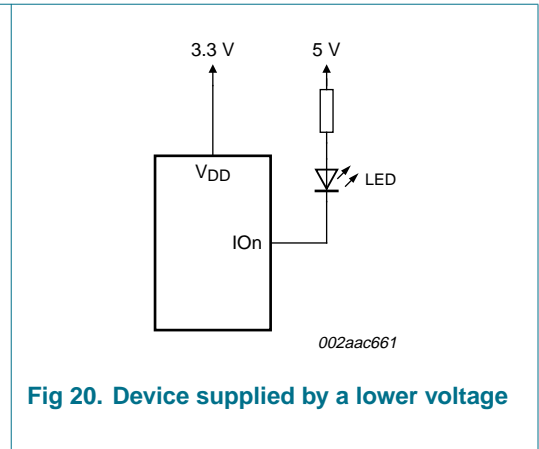 3.3 V
5 V
VDD
LED
IOn
002aac661
Fig 20. Device supplied by a lower voltage